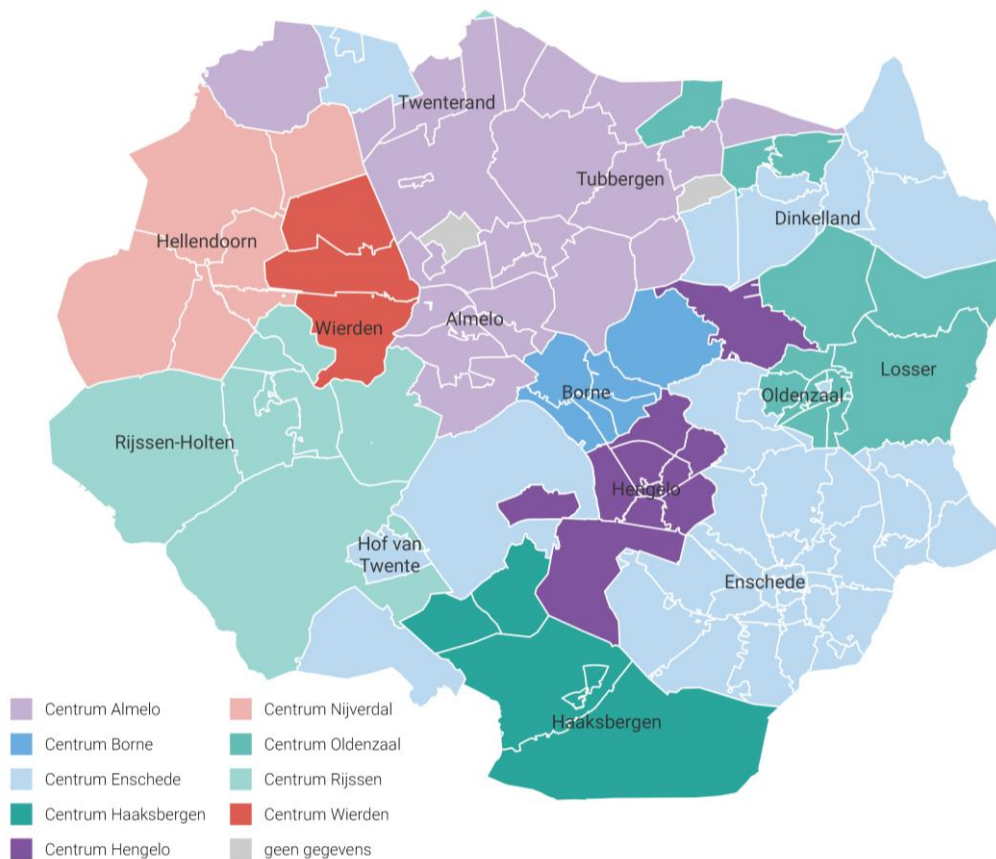 Twenterand
Tubbergen
Dinkelland
Hellendoorn
Wierden
Almelo
Losser
Borne
Oldenzaal
Rijssen-Holten
Hengelo
Hof van
Twente
Enschede
Haaksbergen
Centrum Almelo
Centrum Borne
Centrum Enschede
Centrum Haaksbergen
Centrum Hengelo
Centrum Nijverdal
Centrum Oldenzaal
Centrum Rijssen
Centrum Wierden
geen gegevens